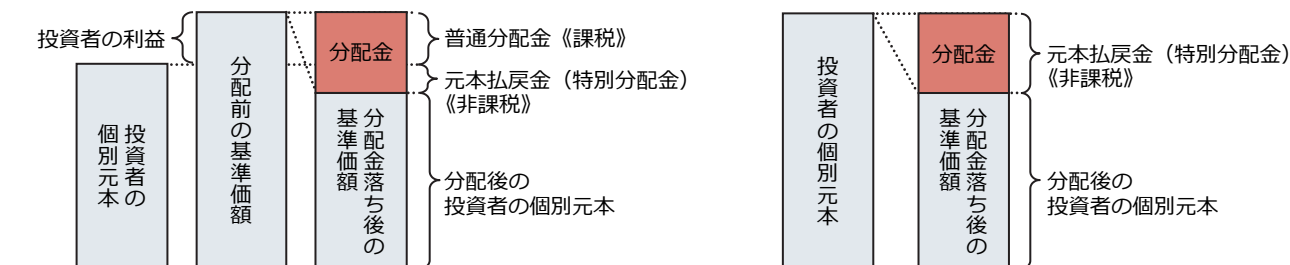 投資者の利益
投資者の
個別元本
分配前の基準価額
分配金
分配金落ち後の
基準価額
普通分配金《課税》
元本払戻金（特別分配金）
《非課税》
分配後の
投資者の個別元本
投資者の個別元本
分配金
分配金落ち後の
基準価額
元本払戻金（特別分配金）
《非課税》
分配後の
投資者の個別元本